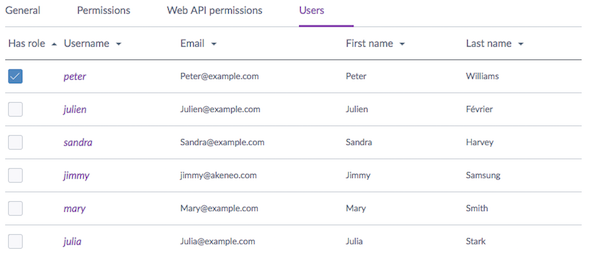 General Permissions Web API permissions Users
Has role Username Email First name Last name
peter Peter@example.com Peter Williams
julien Julien@example.com Julien Février
sandra Sandra@example.com Sandra Harvey
jimmy jimmy@akeneo.com Jimmy Samsung
mary Mary@example.com Mary Smith
julia Julia@example.com Julia Stark